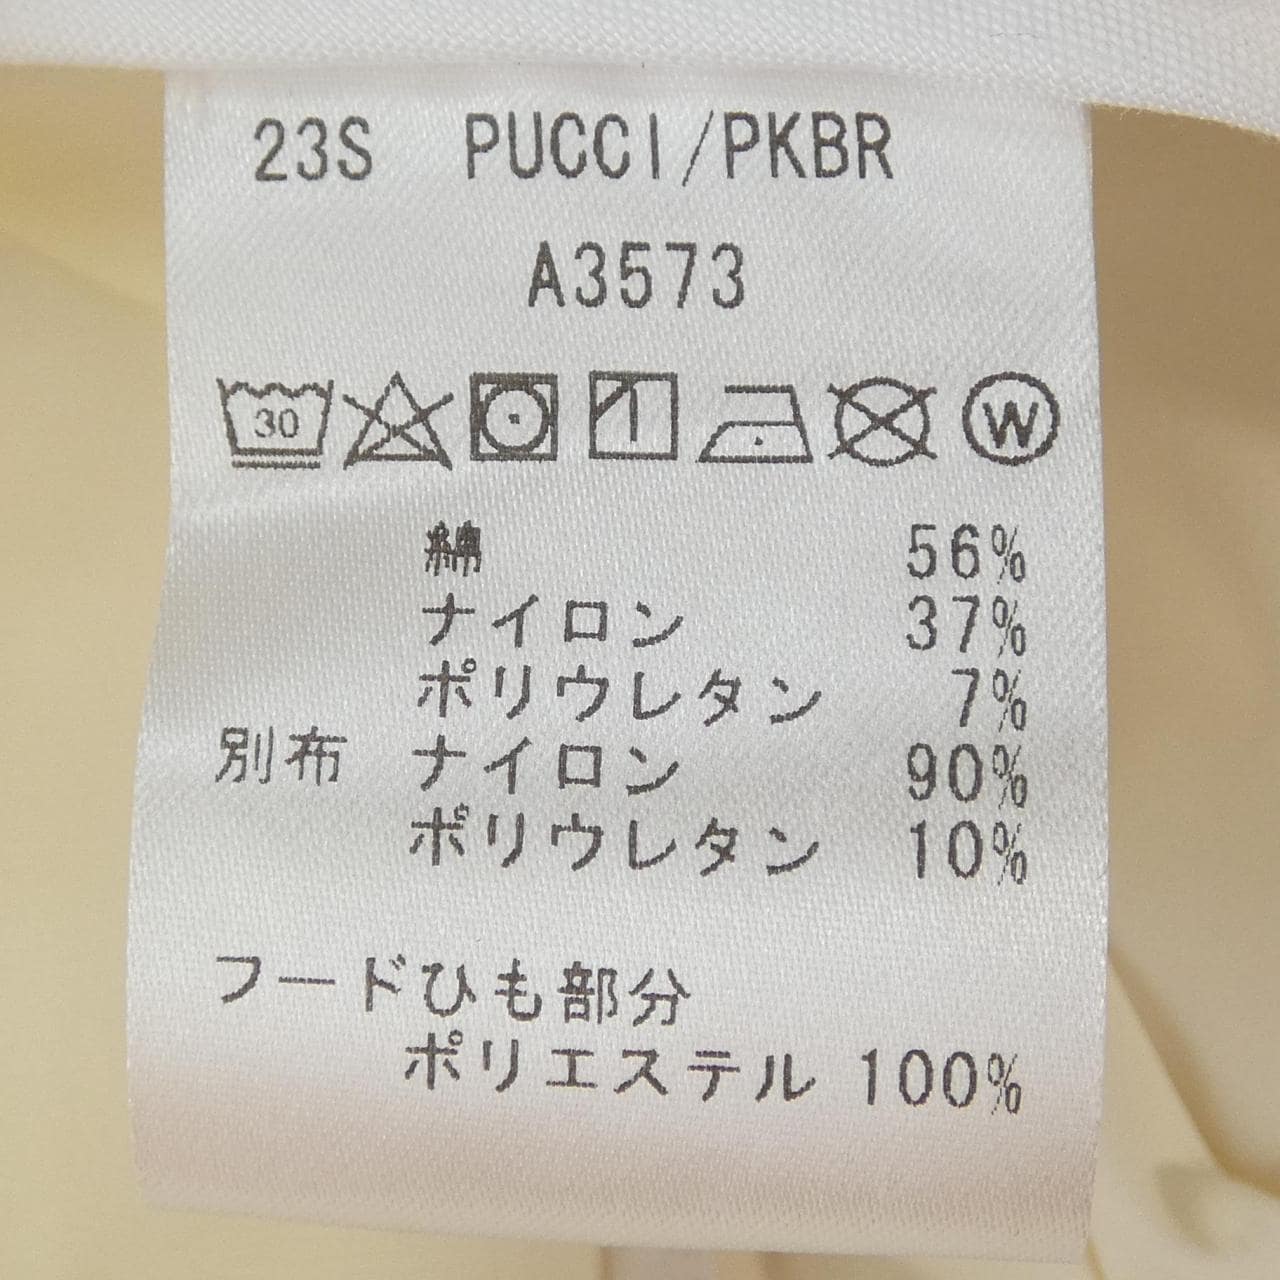 23S PUCCI/PKBR
A3573
30 W
綿 56%
ナイロン 37%
ポリウレタン 7%
別布 ナイロン 90%
ポリウレタン 10%
フードひも部分
ポリエステル 100%